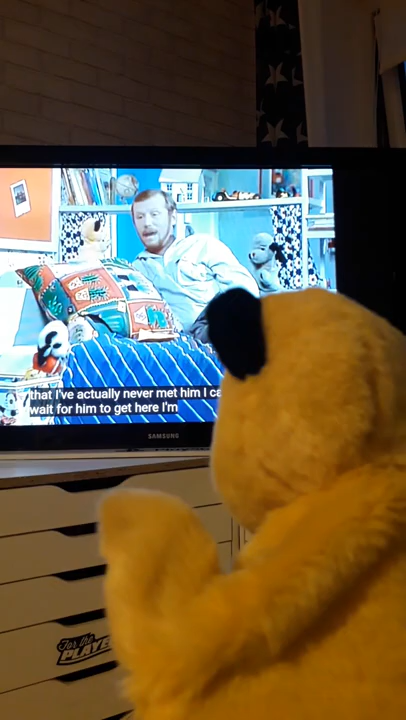 that I've actually never met him I ca
wait for him to get here I'm
SAMSUNG
For the
PLAYE